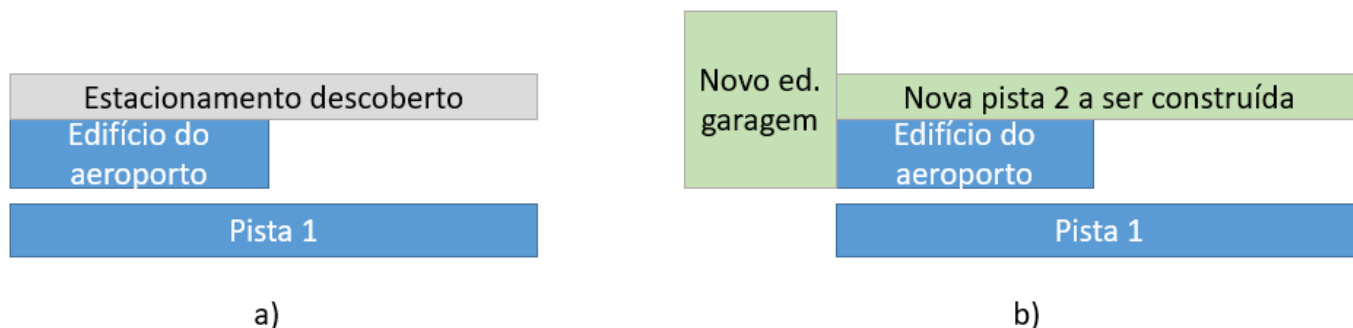 Estacionamento descoberto
Edifício do
aeroporto
Pista 1
a)
Novo ed.
garagem
Nova pista 2 a ser construída
Edifício do
aeroporto
Pista 1
b)